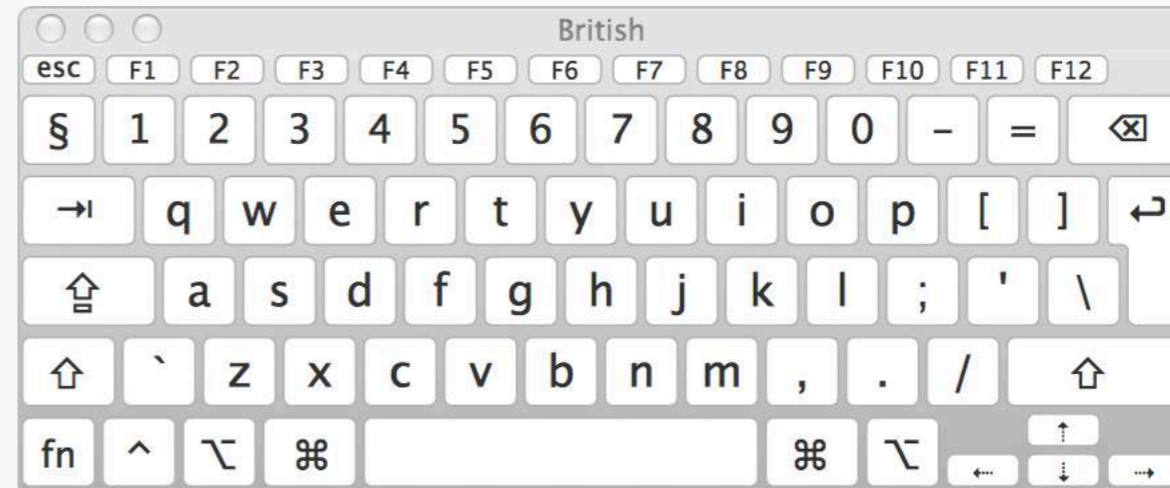 British
esc F1 F2 F3 F4 F5 F6 F7 F8 F9 F10 F11 F12
§ 1 2 3 4 5 6 7 8 9 0 - = ⌫
⇥ q w e r t y u i o p [ ] ↩
⇪ a s d f g h j k l ; ' \
⇧ ` z x c v b n m , . / ⇧
fn ^ ⌥ ⌘ ⌘ ⌥ ⇠ ⇡ ⇣ ⇢